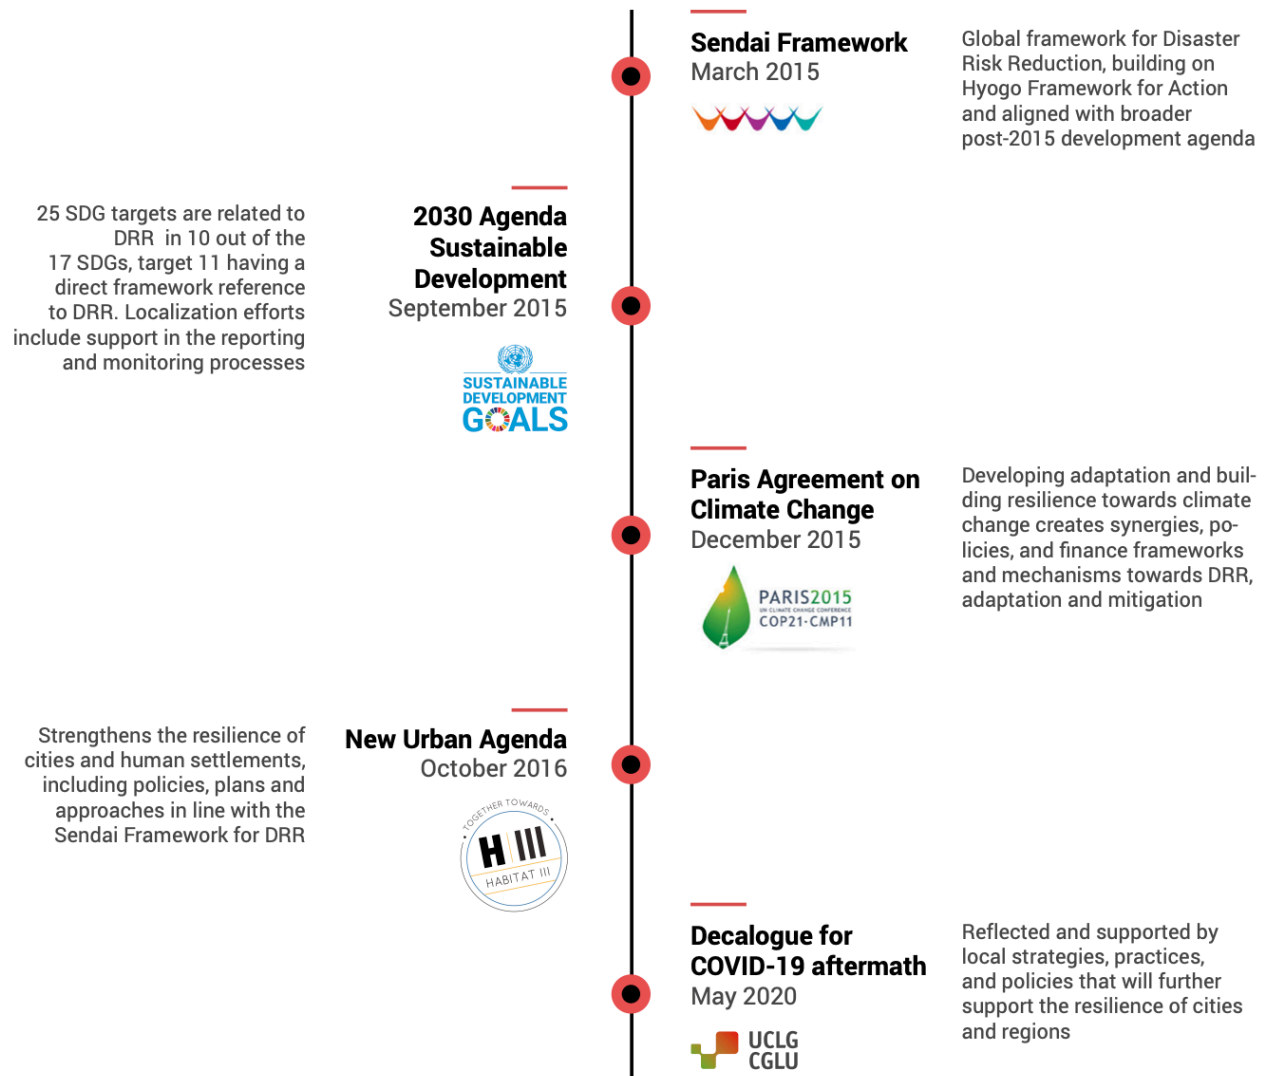 Sendai Framework
March 2015
Global framework for Disaster
Risk Reduction, building on
Hyogo Framework for Action
and aligned with broader
post-2015 development agenda
25 SDG targets are related to
DRR in 10 out of the
17 SDGs, target 11 having a
direct framework reference
to DRR. Localization efforts
include support in the reporting
and monitoring processes
2030 Agenda
Sustainable
Development
September 2015
SUSTAINABLE
DEVELOPMENT
GOALS
Paris Agreement on
Climate Change
December 2015
PARIS2015
UN CLIMATE CHANGE CONFERENCE
COP21·CMP11
Developing adaptation and buil-
ding resilience towards climate
change creates synergies, po-
licies, and finance frameworks
and mechanisms towards DRR,
adaptation and mitigation
Strengthens the resilience of
cities and human settlements,
including policies, plans and
approaches in line with the
Sendai Framework for DRR
New Urban Agenda
October 2016
• TOGETHER TOWARDS •
H III
HABITAT III
Decalogue for
COVID-19 aftermath
May 2020
UCLG
CGLU
Reflected and supported by
local strategies, practices,
and policies that will further
support the resilience of cities
and regions